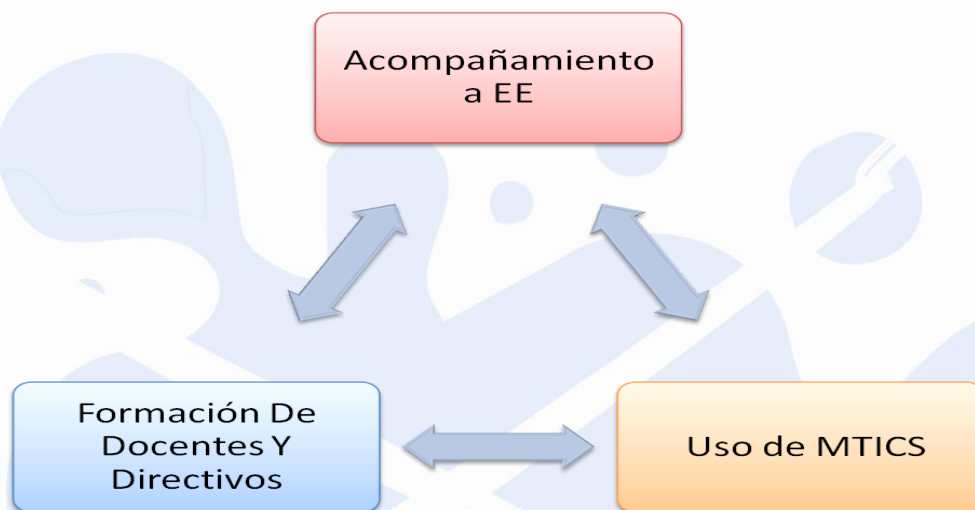 Acompañamiento
a EE
Formación De
Docentes Y
Directivos
Uso de MTICS